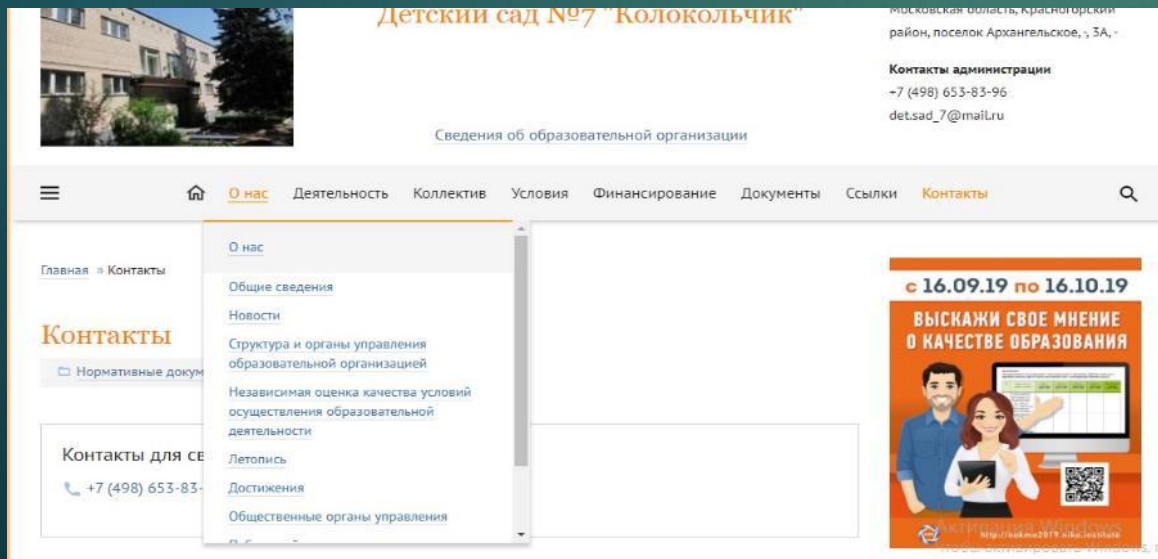 Детский сад №7 "Колокольчик"
Московская область, Красногорский
район, поселок Архангельское, -, 3А, -
Контакты администрации
+7 (498) 653-83-96
det.sad_7@mail.ru
Сведения об образовательной организации
О нас Деятельность Коллектив Условия Финансирование Документы Ссылки Контакты
О нас
Общие сведения
Новости
Структура и органы управления
образовательной организацией
Независимая оценка качества условий
осуществления образовательной
деятельности
Летопись
Достижения
Общественные органы управления
Главная » Контакты
Контакты
Нормативные докум
Контакты для св
+7 (498) 653-83-
с 16.09.19 по 16.10.19
ВЫСКАЖИ СВОЕ МНЕНИЕ
О КАЧЕСТВЕ ОБРАЗОВАНИЯ
Активация Windows
http://nokmo2019.niko.institute